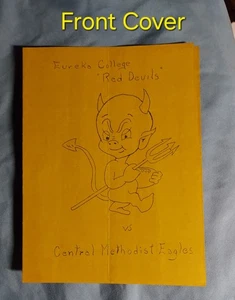 Front Cover
Eureka College
"Red Devils"
vs
Central Methodist Eagles